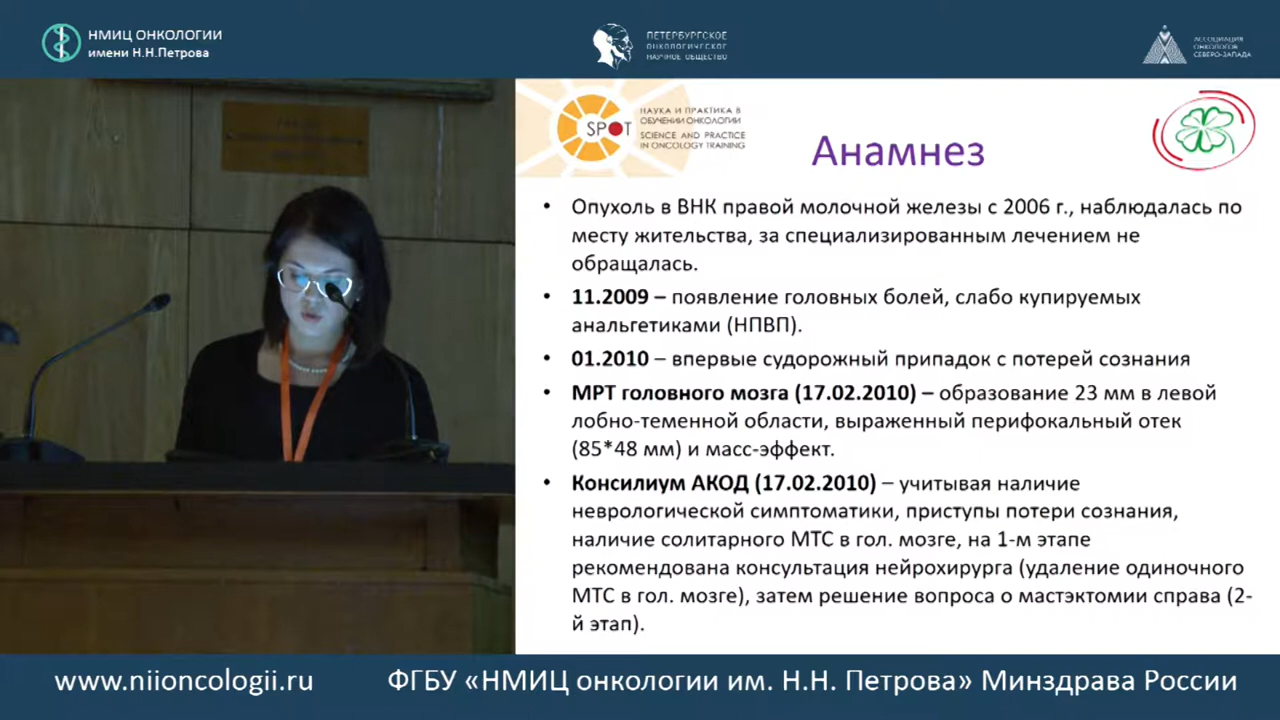 НМИЦ ОНКОЛОГИИ
имени Н.Н.Петрова
ПЕТЕРБУРГСКОЕ
ОНКОЛОГИЧЕСКОЕ
НАУЧНОЕ ОБЩЕСТВО
АССОЦИАЦИЯ
ОНКОЛОГОВ
СЕВЕРО-ЗАПАДА
SPOT
НАУКА И ПРАКТИКА В
ОБУЧЕНИИ ОНКОЛОГИИ
SCIENCE AND PRACTICE
IN ONCOLOGY TRAINING
Анамнез
• Опухоль в ВНК правой молочной железы с 2006 г., наблюдалась по
месту жительства, за специализированным лечением не
обращалась.
• 11.2009 – появление головных болей, слабо купируемых
анальгетиками (НПВП).
• 01.2010 – впервые судорожный припадок с потерей сознания
• МРТ головного мозга (17.02.2010) – образование 23 мм в левой
лобно-теменной области, выраженный перифокальный отек
(85*48 мм) и масс-эффект.
• Консилиум АКОД (17.02.2010) – учитывая наличие
неврологической симптоматики, приступы потери сознания,
наличие солитарного МТС в гол. мозге, на 1-м этапе
рекомендована консультация нейрохирурга (удаление одиночного
МТС в гол. мозге), затем решение вопроса о мастэктомии справа (2-
й этап).
www.niioncologii.ru
ФГБУ «НМИЦ онкологии им. Н.Н. Петрова» Минздрава России